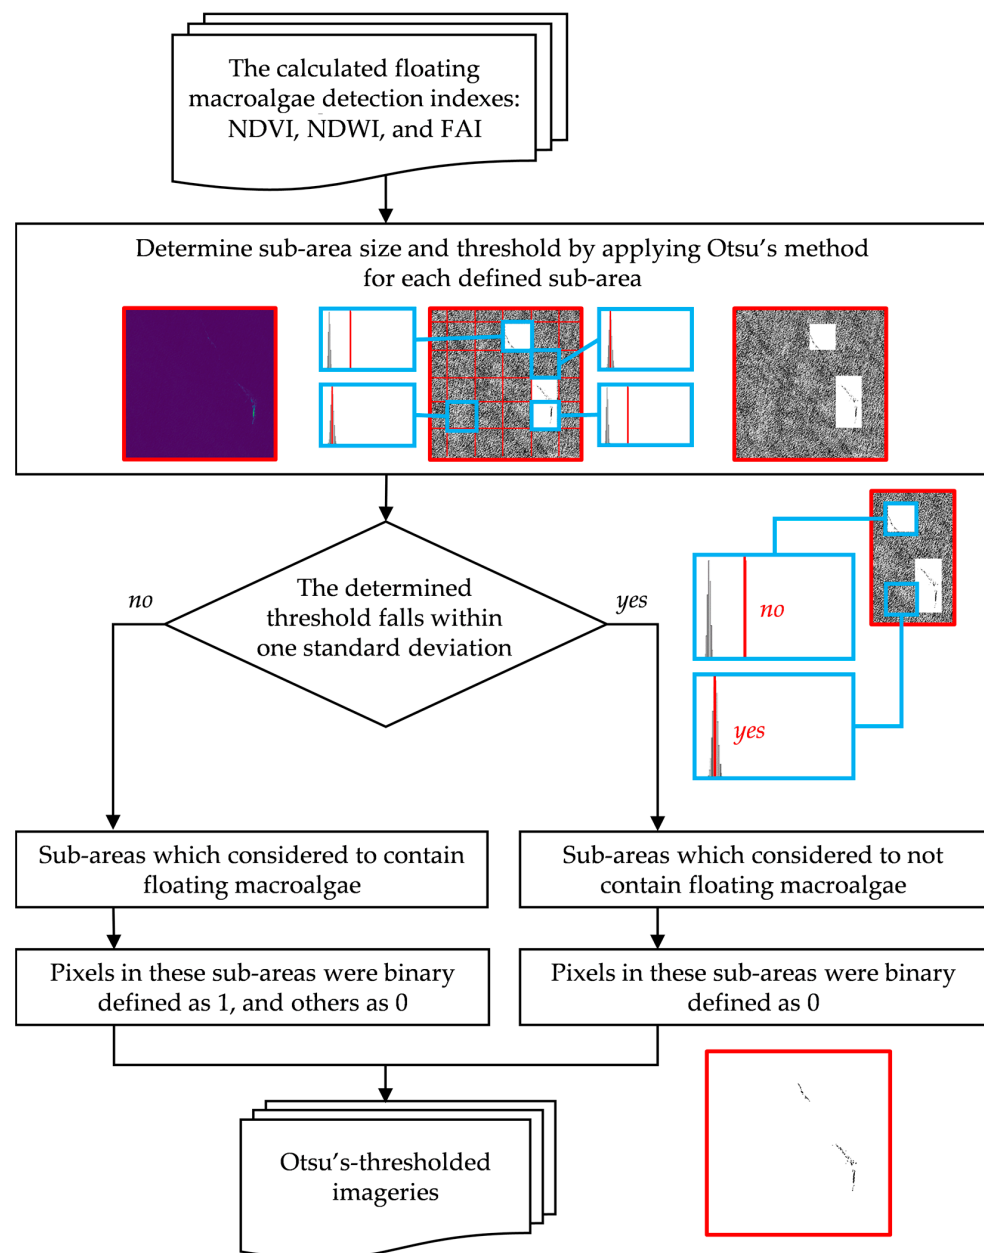 The calculated floating
macroalgae detection indexes:
NDVI, NDWI, and FAI
Determine sub-area size and threshold by applying Otsu's method
for each defined sub-area
no
The determined
threshold falls within
one standard deviation
yes
no
yes
Sub-areas which considered to contain
floating macroalgae
Sub-areas which considered to not
contain floating macroalgae
Pixels in these sub-areas were binary
defined as 1, and others as 0
Pixels in these sub-areas were binary
defined as 0
Otsu's-thresholded
imageries